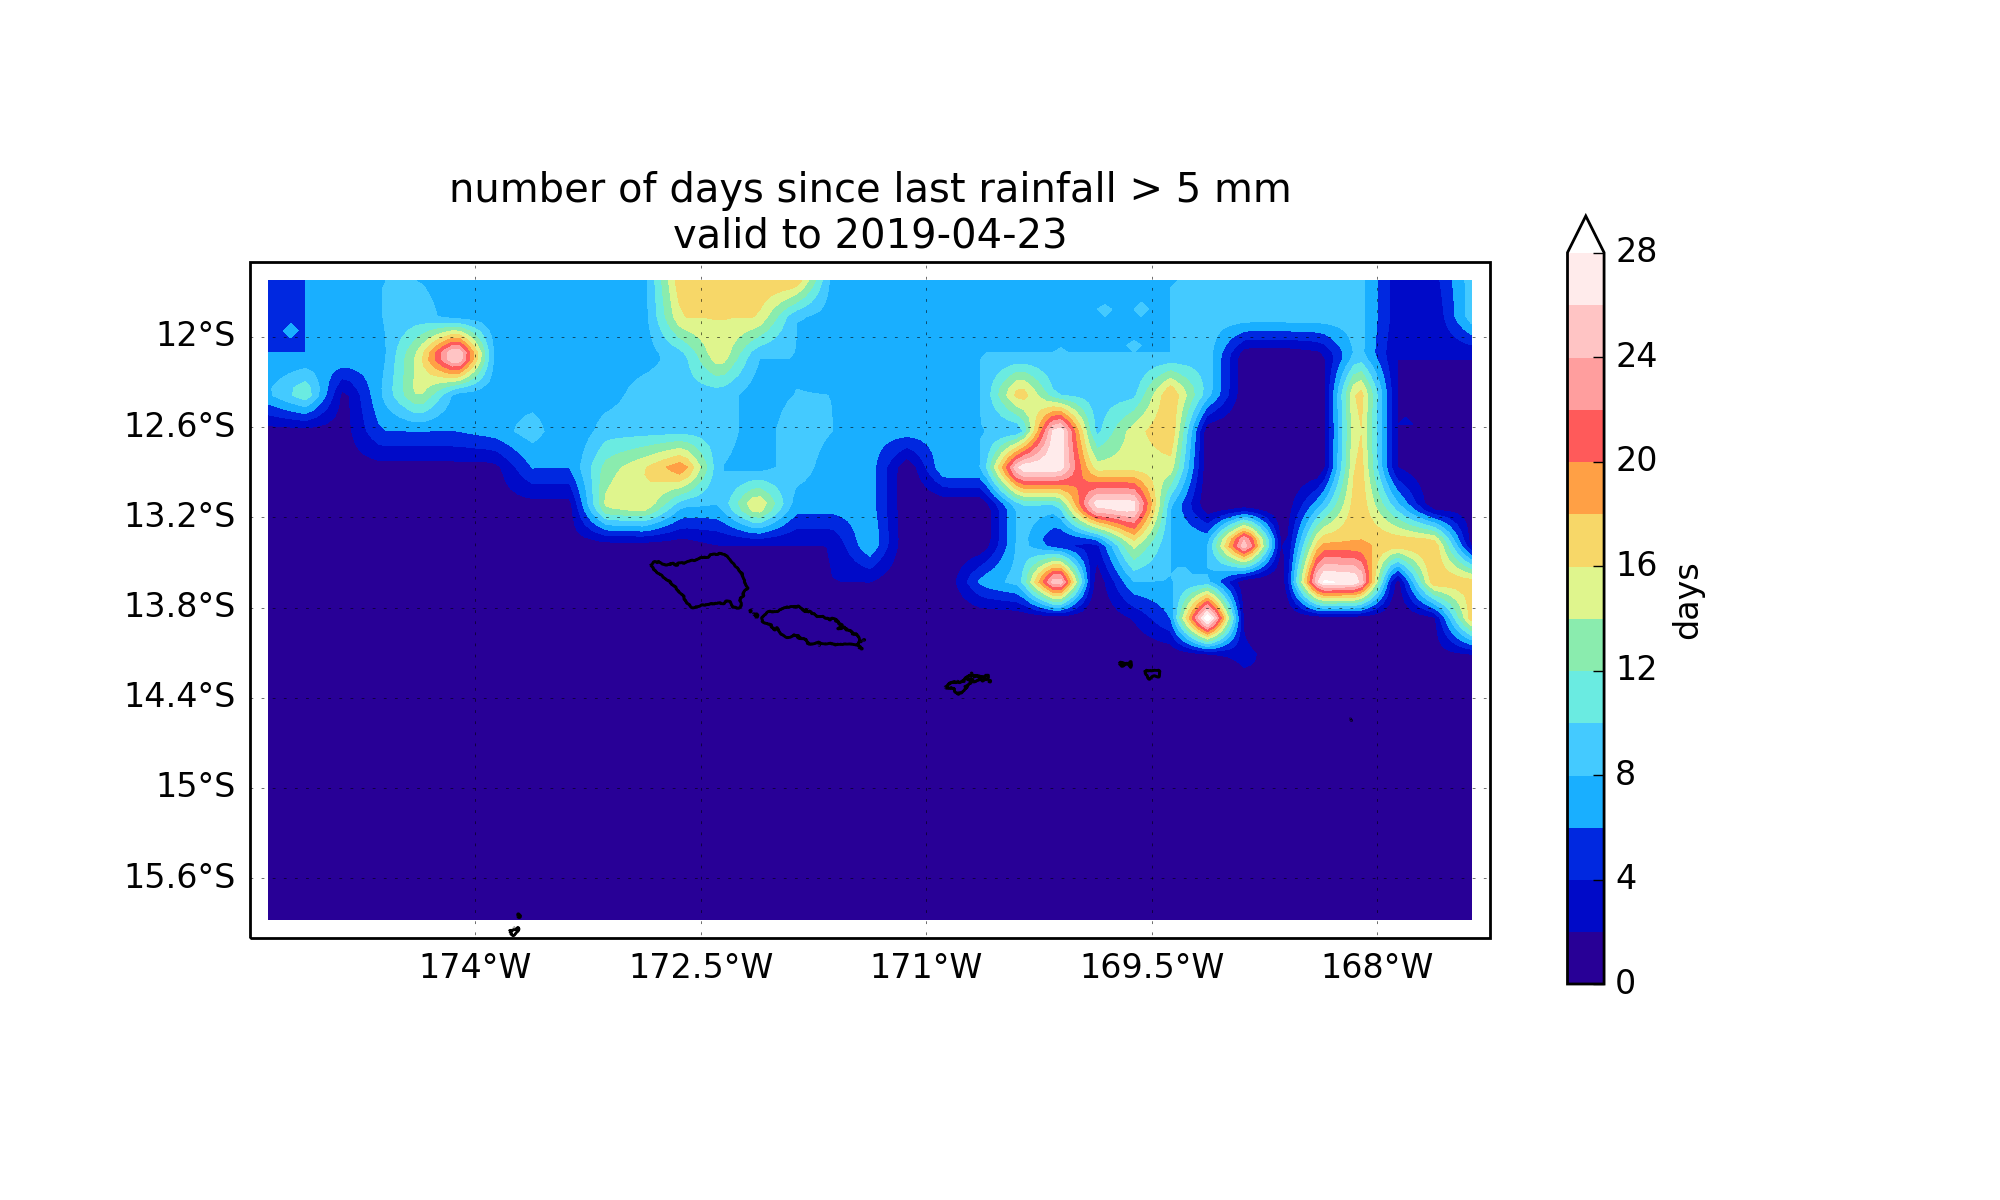 number of days since last rainfall > 5 mm
valid to 2019-04-23
12°S
12.6°S
13.2°S
13.8°S
14.4°S
15°S
15.6°S
174°W 172.5°W 171°W 169.5°W 168°W
28
24
20
16
12
8
4
0
days